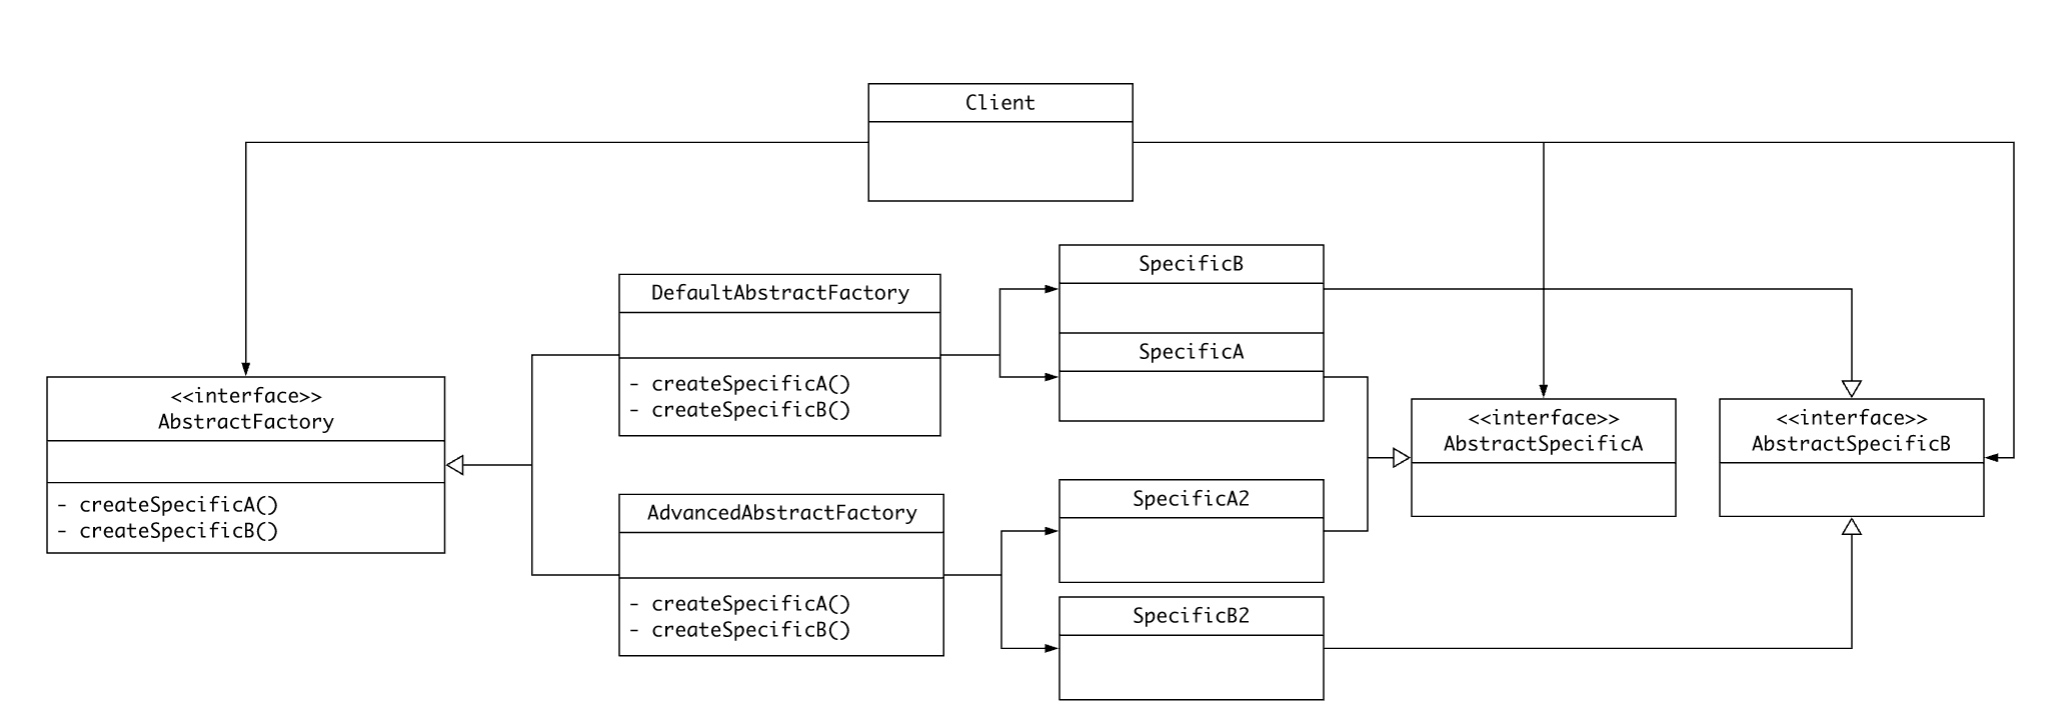 Client
SpecificB
DefaultAbstractFactory
SpecificA
- createSpecificA()
- createSpecificB()
<<interface>>
AbstractFactory
- createSpecificA()
- createSpecificB()
<<interface>>
AbstractSpecificA
<<interface>>
AbstractSpecificB
AdvancedAbstractFactory
- createSpecificA()
- createSpecificB()
SpecificA2
SpecificB2